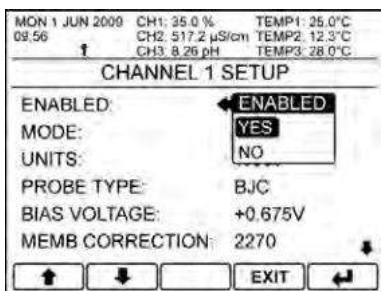 MON 1 JUN 2009 CH1: 35.0 % TEMP1: 25.0°C
09:56 CH2: 517.2 µS/cm TEMP2: 12.3°C
CH3: 8.26 pH TEMP3: 28.0°C
CHANNEL 1 SETUP
ENABLED: ENABLED
MODE: YES
UNITS: NO
PROBE TYPE: BJC
BIAS VOLTAGE: +0.675V
MEMB CORRECTION: 2270
EXIT